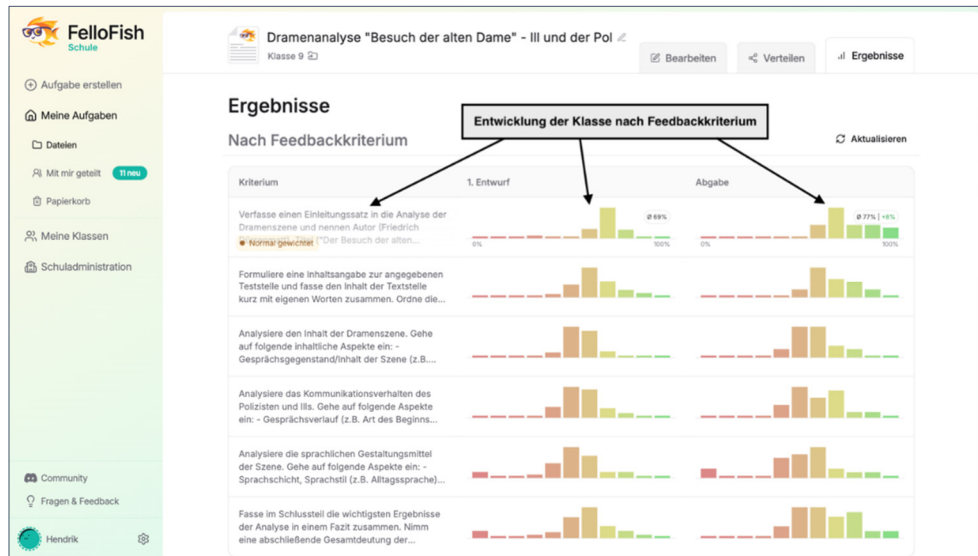 FelloFish
Schule
Aufgabe erstellen
Meine Aufgaben
Dateien
Mit mir geteilt 11 neu
Papierkorb
Meine Klassen
Schuladministration
Community
Fragen & Feedback
Hendrik
Dramenanalyse "Besuch der alten Dame" - Ill und der Pol
Klasse 9
Bearbeiten
Verteilen
Ergebnisse
Ergebnisse
Entwicklung der Klasse nach Feedbackkriterium
Nach Feedbackkriterium
Aktualisieren
Kriterium 1. Entwurf Abgabe
Verfasse einen Einleitungssatz in die Analyse der
Dramenszene und nennen Autor (Friedrich
Titel ("Der Besuch der alten...
Normal gewichtet
Ø 69%
0% 100%
Ø 77% | +8%
0% 100%
Formuliere eine Inhaltsangabe zur angegebenen
Teststelle und fasse den Inhalt der Textstelle
kurz mit eigenen Worten zusammen. Ordne die...
Analysiere den Inhalt der Dramenszene. Gehe
auf folgende inhaltliche Aspekte ein: -
Gesprächsgegenstand/Inhalt der Szene (z.B....
Analysiere das Kommunikationsverhalten des
Polizisten und Ills. Gehe auf folgende Aspekte
ein: - Gesprächsverlauf (z.B. Art des Beginns...
Analysiere die sprachlichen Gestaltungsmittel
der Szene. Gehe auf folgende Aspekte ein: -
Sprachschicht, Sprachstil (z.B. Alltagssprache)...
Fasse im Schlussteil die wichtigsten Ergebnisse
der Analyse in einem Fazit zusammen. Nimm
eine abschließende Gesamtdeutung der...